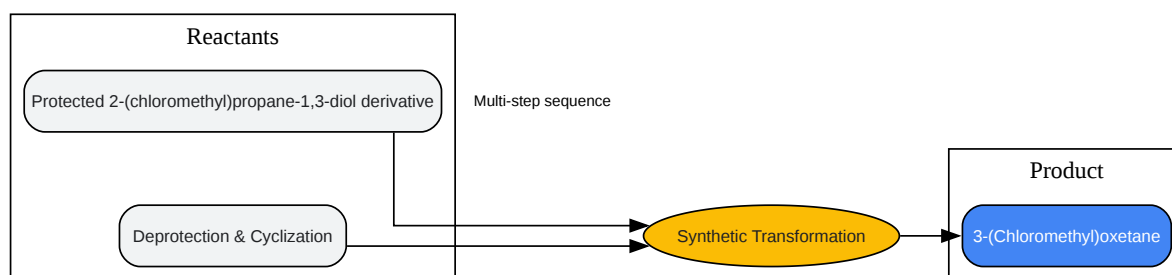 Reactants
Protected 2-(chloromethyl)propane-1,3-diol derivative
Multi-step sequence
Product
Deprotection & Cyclization
Synthetic Transformation
3-(Chloromethyl)oxetane